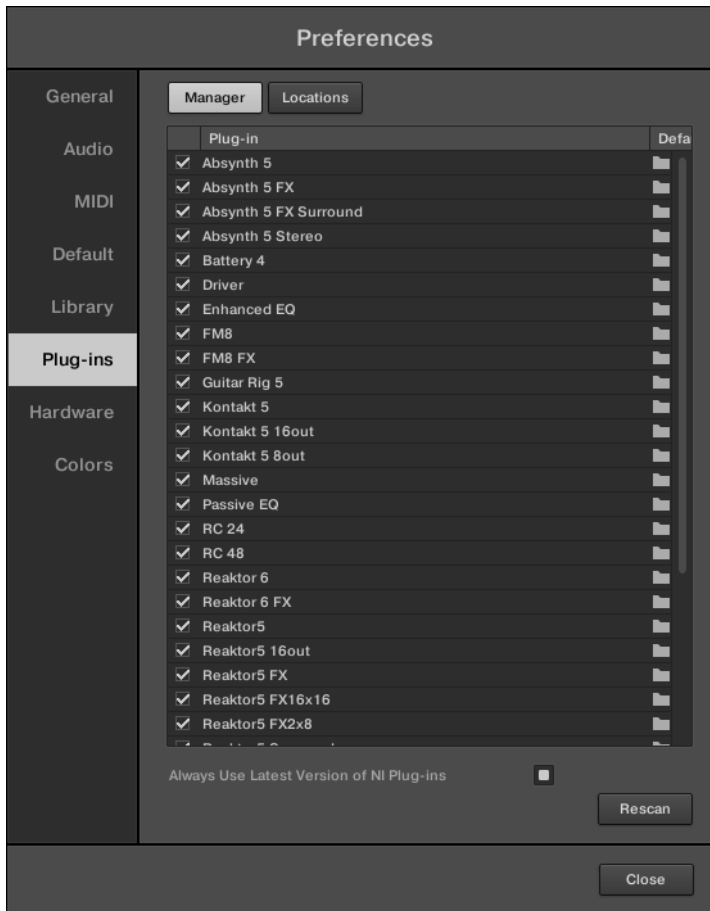 Preferences
General
Audio
MIDI
Default
Library
Plug-ins
Hardware
Colors
Manager Locations
Plug-in Defa
Absynth 5
Absynth 5 FX
Absynth 5 FX Surround
Absynth 5 Stereo
Battery 4
Driver
Enhanced EQ
FM8
FM8 FX
Guitar Rig 5
Kontakt 5
Kontakt 5 16out
Kontakt 5 8out
Massive
Passive EQ
RC 24
RC 48
Reaktor 6
Reaktor 6 FX
Reaktor5
Reaktor5 16out
Reaktor5 FX
Reaktor5 FX16x16
Reaktor5 FX2x8
Always Use Latest Version of NI Plug-ins
Rescan
Close